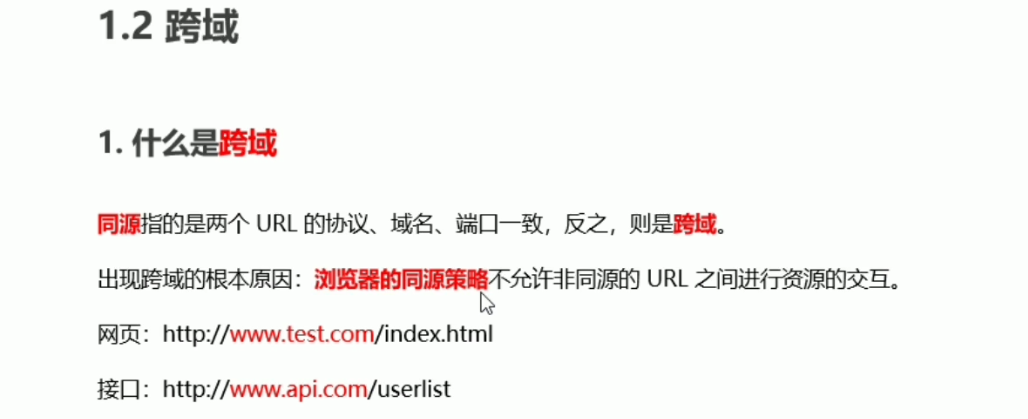 1.2 跨域
1. 什么是跨域
同源指的是两个 URL 的协议、域名、端口一致，反之，则是跨域。
出现跨域的根本原因：浏览器的同源策略不允许非同源的 URL 之间进行资源的交互。
网页：http://www.test.com/index.html
接口：http://www.api.com/userlist